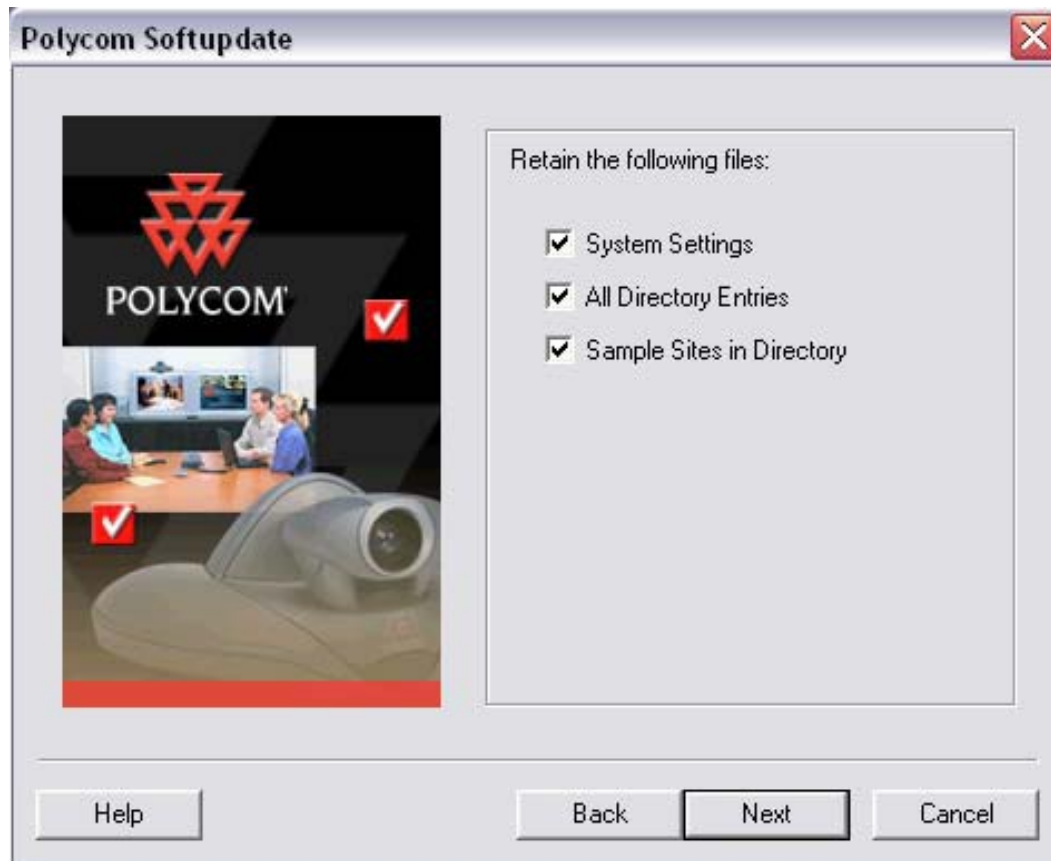 Polycom Softupdate
POLYCOM
Retain the following files:
System Settings
All Directory Entries
Sample Sites in Directory
Help
Back
Next
Cancel